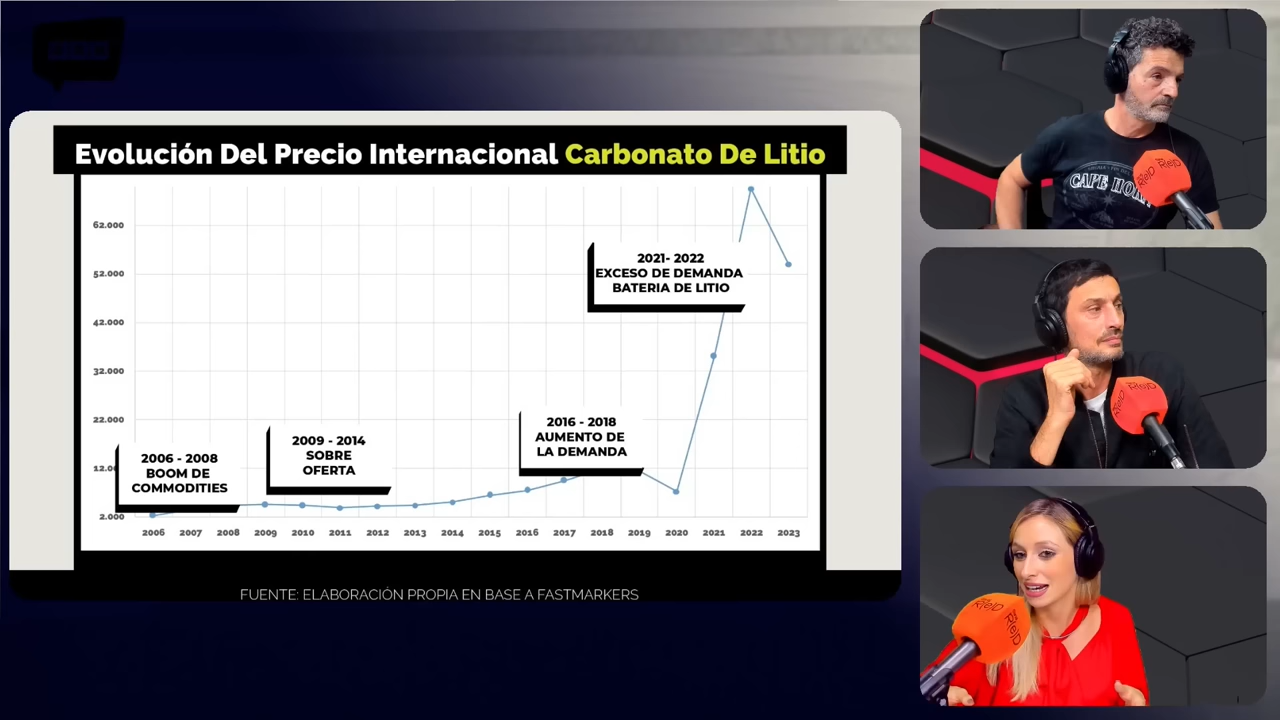 Evolución Del Precio Internacional Carbonato De Litio
62.000
52.000
42.000
32.000
22.000
12.0
2.000
2006 - 2008
BOOM DE
COMMODITIES
2009 - 2014
SOBRE
OFERTA
2016 - 2018
AUMENTO DE
LA DEMANDA
2021- 2022
EXCESO DE DEMANDA
BATERIA DE LITIO
2006 2007 2008 2009 2010 2011 2012 2013 2014 2015 2016 2017 2018 2019 2020 2021 2022 2023
FUENTE: ELABORACIÓN PROPIA EN BASE A FASTMARKERS
CAPE HOR
R(e)D
R(e)D
R(e)D
R(e)D
R(e)D